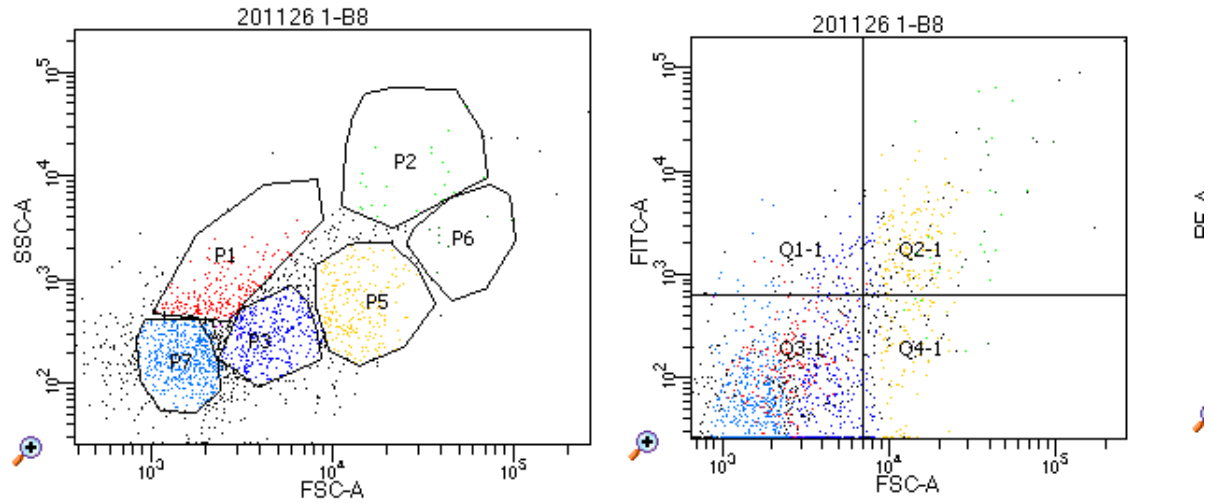 201126 1-B8
SSC-A
10^5
10^4
10^3
10^2
P2
P1
P6
P5
P3
P7
10^3
10^4
10^5
FSC-A
201126 1-B8
FITC-A
10^5
10^4
10^3
10^2
Q1-1
Q2-1
Q3-1
Q4-1
10^3
10^4
10^5
FSC-A